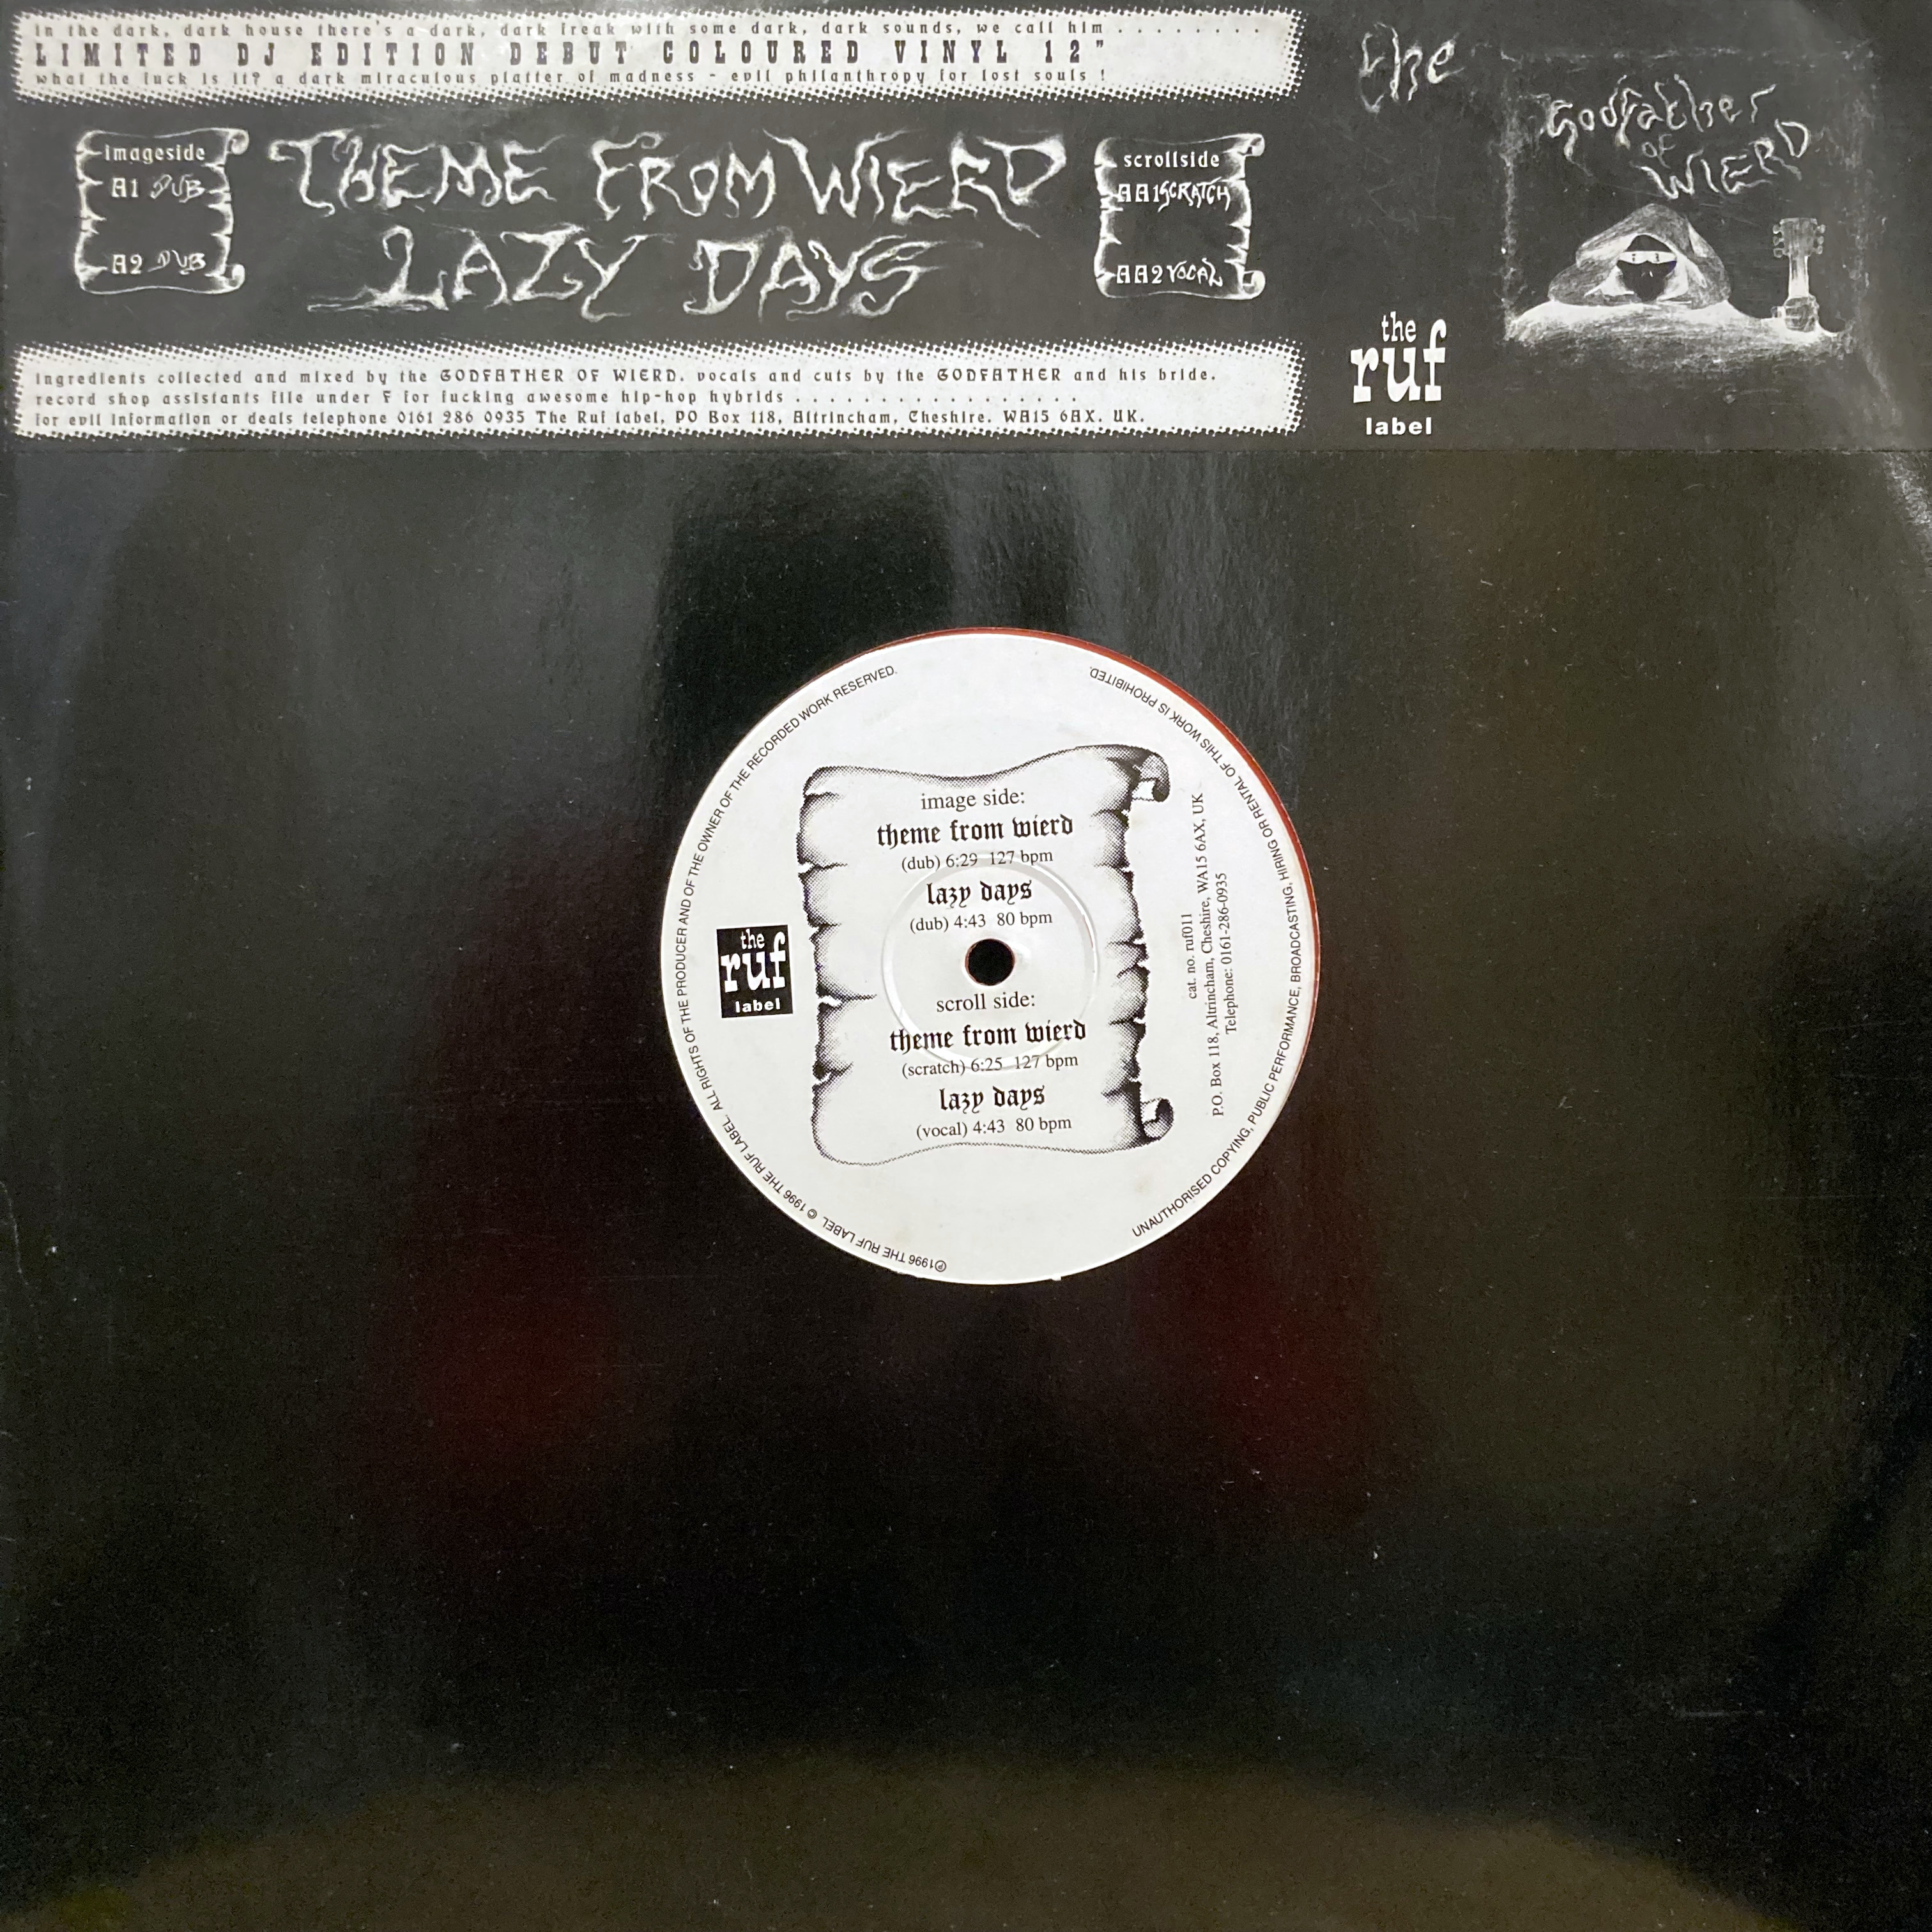 in the dark, dark house there's a dark, dark freak with some dark, dark sounds, we call him . . . . . . . .
LIMITED DJ EDITION DEBUT COLOURED VINYL 12"
what the fuck is it? a dark miraculous platter of madness - evil philanthropy for lost souls !
imageside
A1 DUB
A2 DUB
THEME FROM WIERD
LAZY DAYS
scrollside
AA1 SCRATCH
AA2 VOCAL
the
Godfather
OF
WIERD
ingredients collected and mixed by the GODFATHER OF WIERD. vocals and cuts by the GODFATHER and his bride.
record shop assistants file under F for fucking awesome hip-hop hybrids . . . . . . . . . . . . . . . . .
for evil information or deals telephone 0161 286 0935 The Ruf label, PO Box 118, Altrincham, Cheshire. WA15 6AX. UK.
the
ruf
label
image side:
theme from wierd
(dub) 6:29 127 bpm
lazy days
(dub) 4:43 80 bpm
scroll side:
theme from wierd
(scratch) 6:25 127 bpm
lazy days
(vocal) 4:43 80 bpm
the
ruf
label
cat. no. ruf011
P.O. Box 118, Altrincham, Cheshire, WA15 6AX, UK
Telephone: 0161-286-0935
℗1996 THE RUF LABEL. © 1996 THE RUF LABEL. ALL RIGHTS OF THE PRODUCER AND OF THE OWNER OF THE RECORDED WORK RESERVED.
UNAUTHORISED COPYING, PUBLIC PERFORMANCE, BROADCASTING, HIRING OR RENTAL OF THIS WORK IS PROHIBITED.